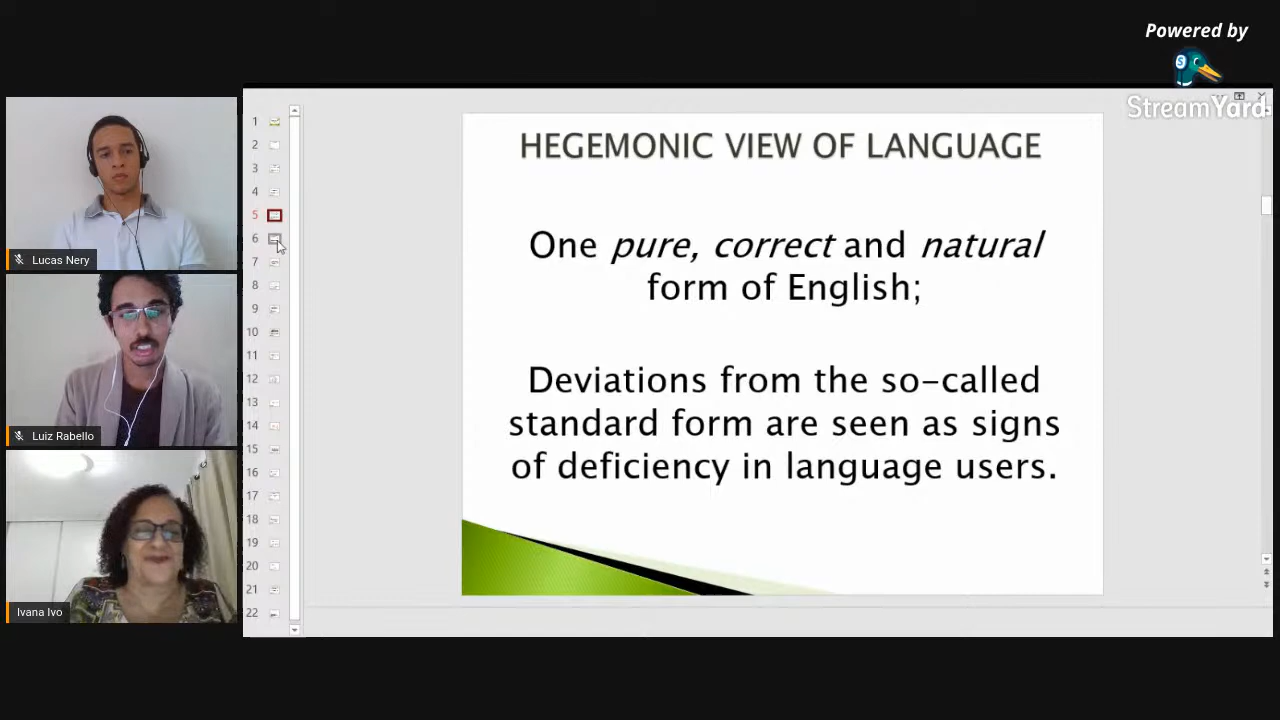 Powered by
StreamYard
Lucas Nery
Luiz Rabello
Ivana Ivo
1
2
3
4
5
6
7
8
9
10
11
12
13
14
15
16
17
18
19
20
21
22
HEGEMONIC VIEW OF LANGUAGE
One pure, correct and natural
form of English;
Deviations from the so-called
standard form are seen as signs
of deficiency in language users.